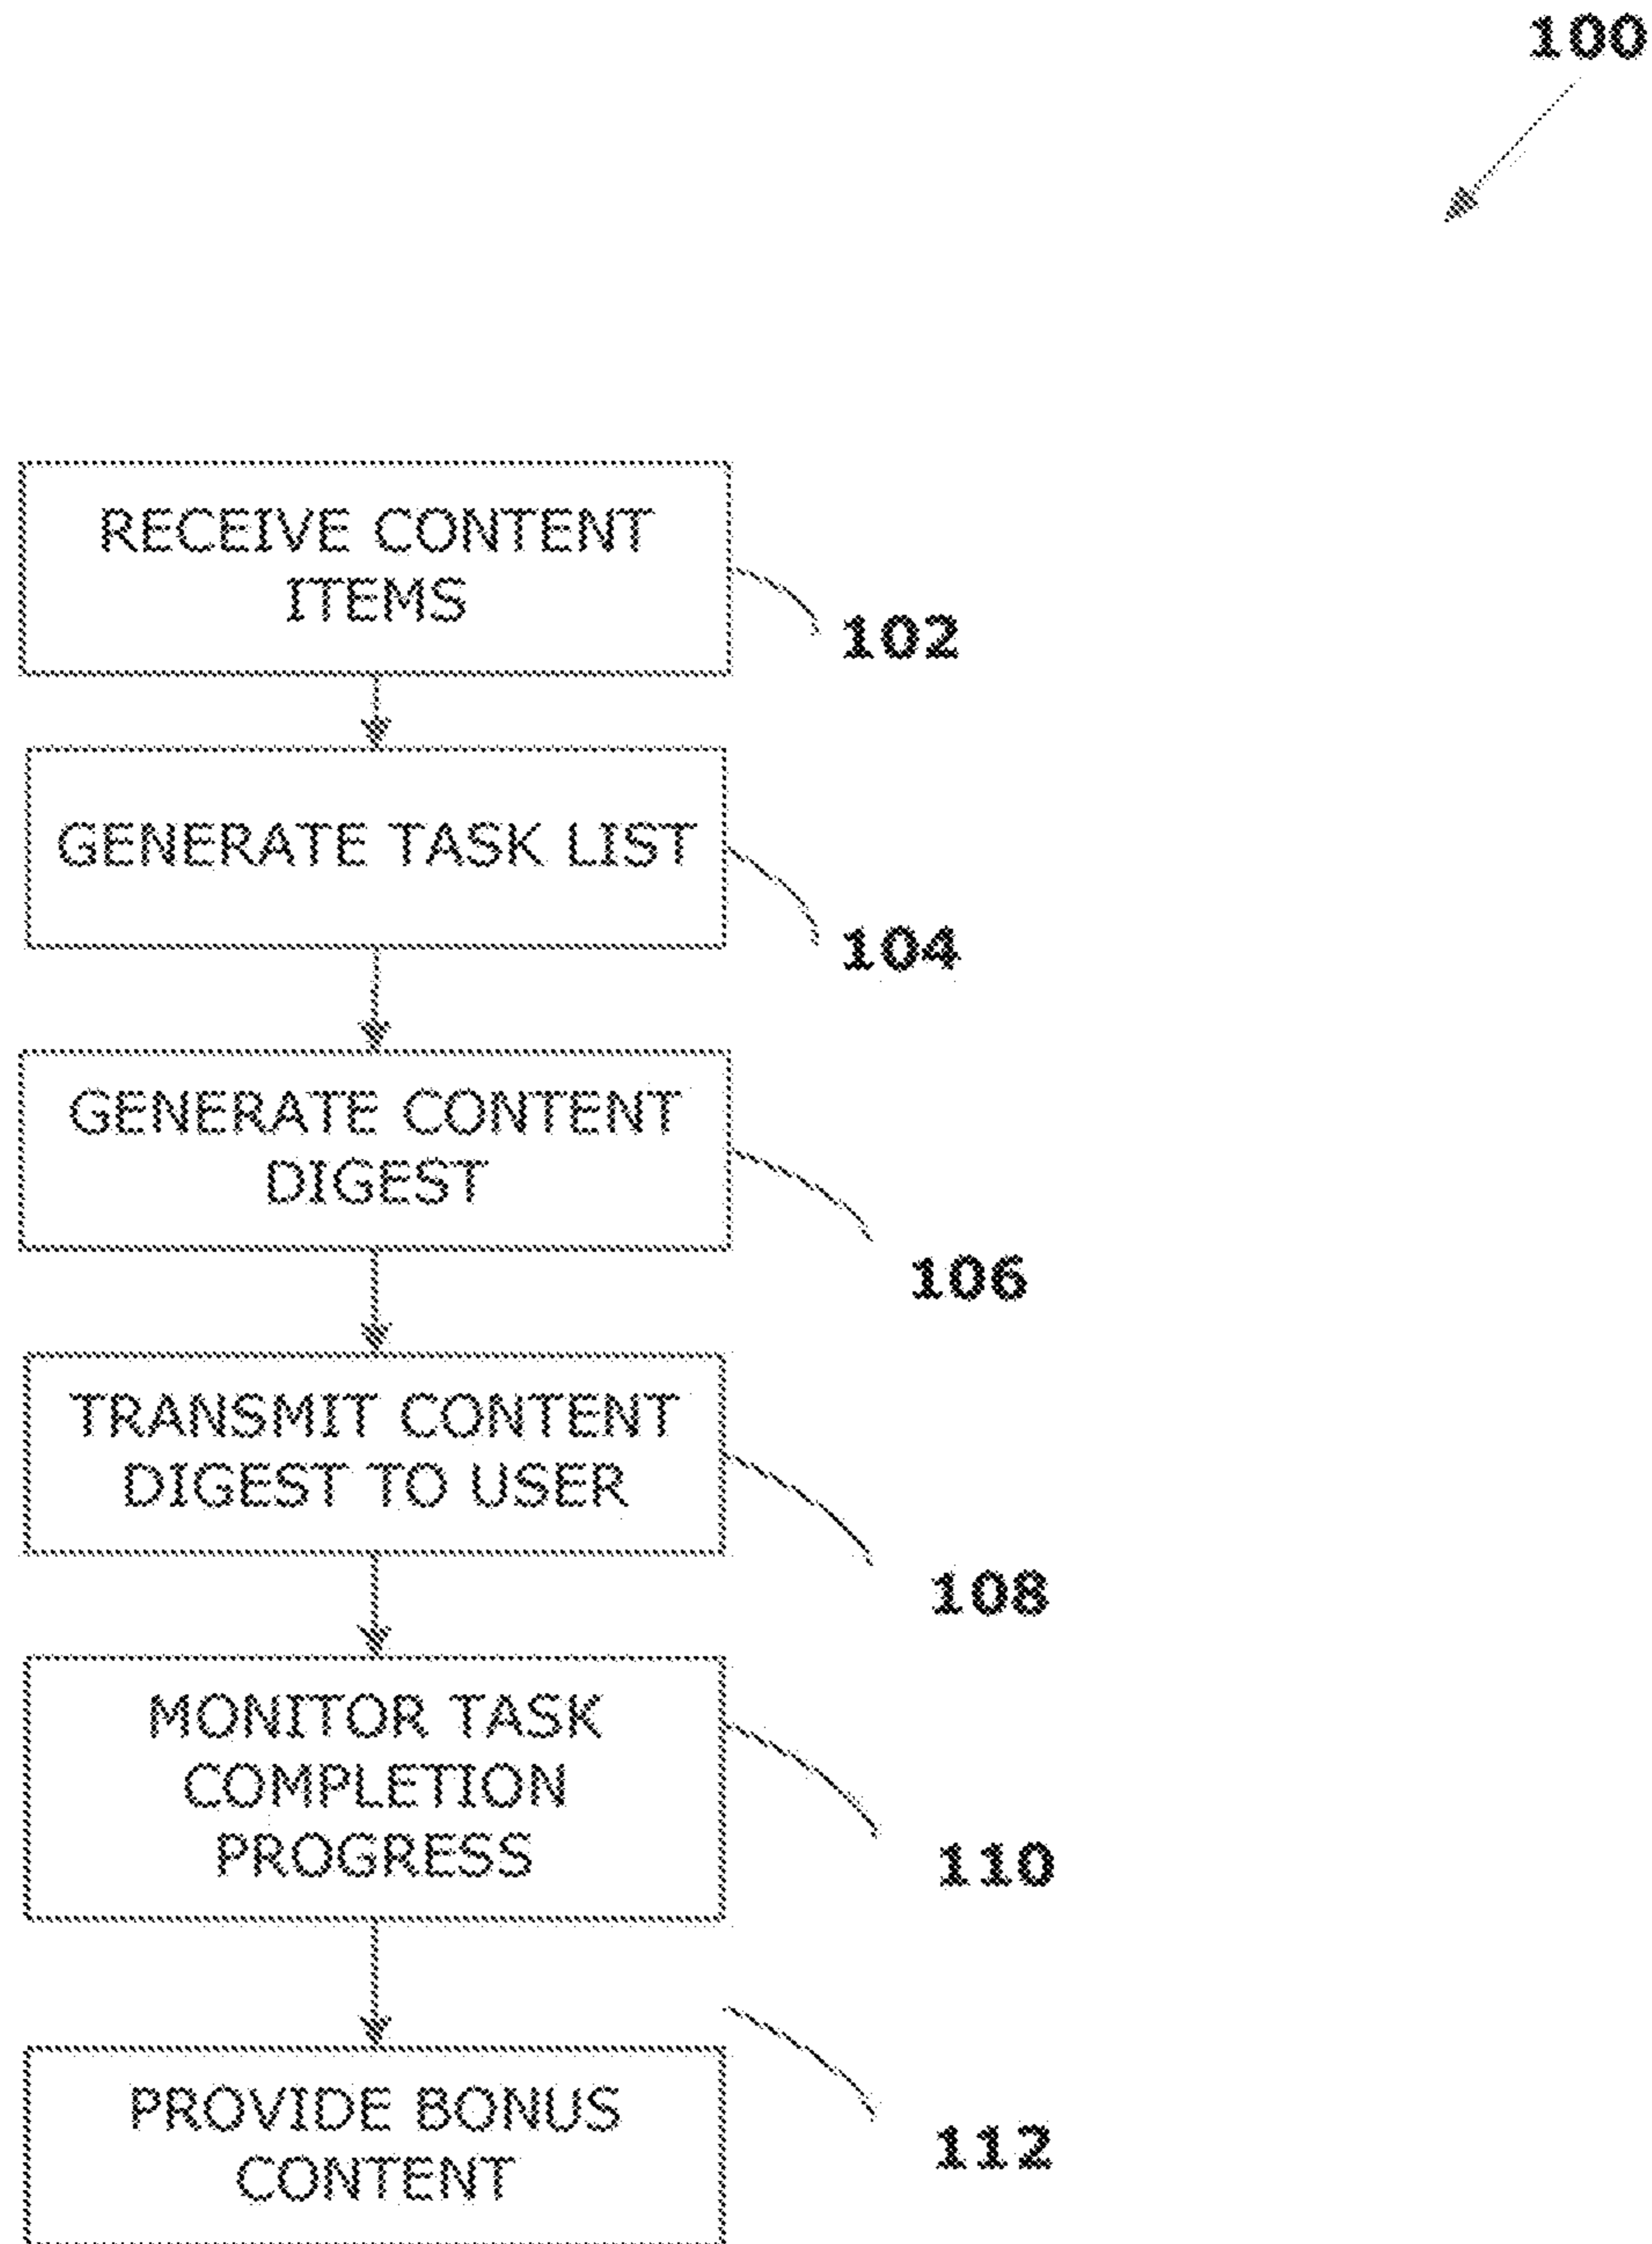 100
RECEIVE CONTENT
ITEMS
102
GENERATE TASK LIST
104
GENERATE CONTENT
DIGEST
106
TRANSMIT CONTENT
DIGEST TO USER
108
MONITOR TASK
COMPLETION
PROGRESS
110
PROVIDE BONUS
CONTENT
112